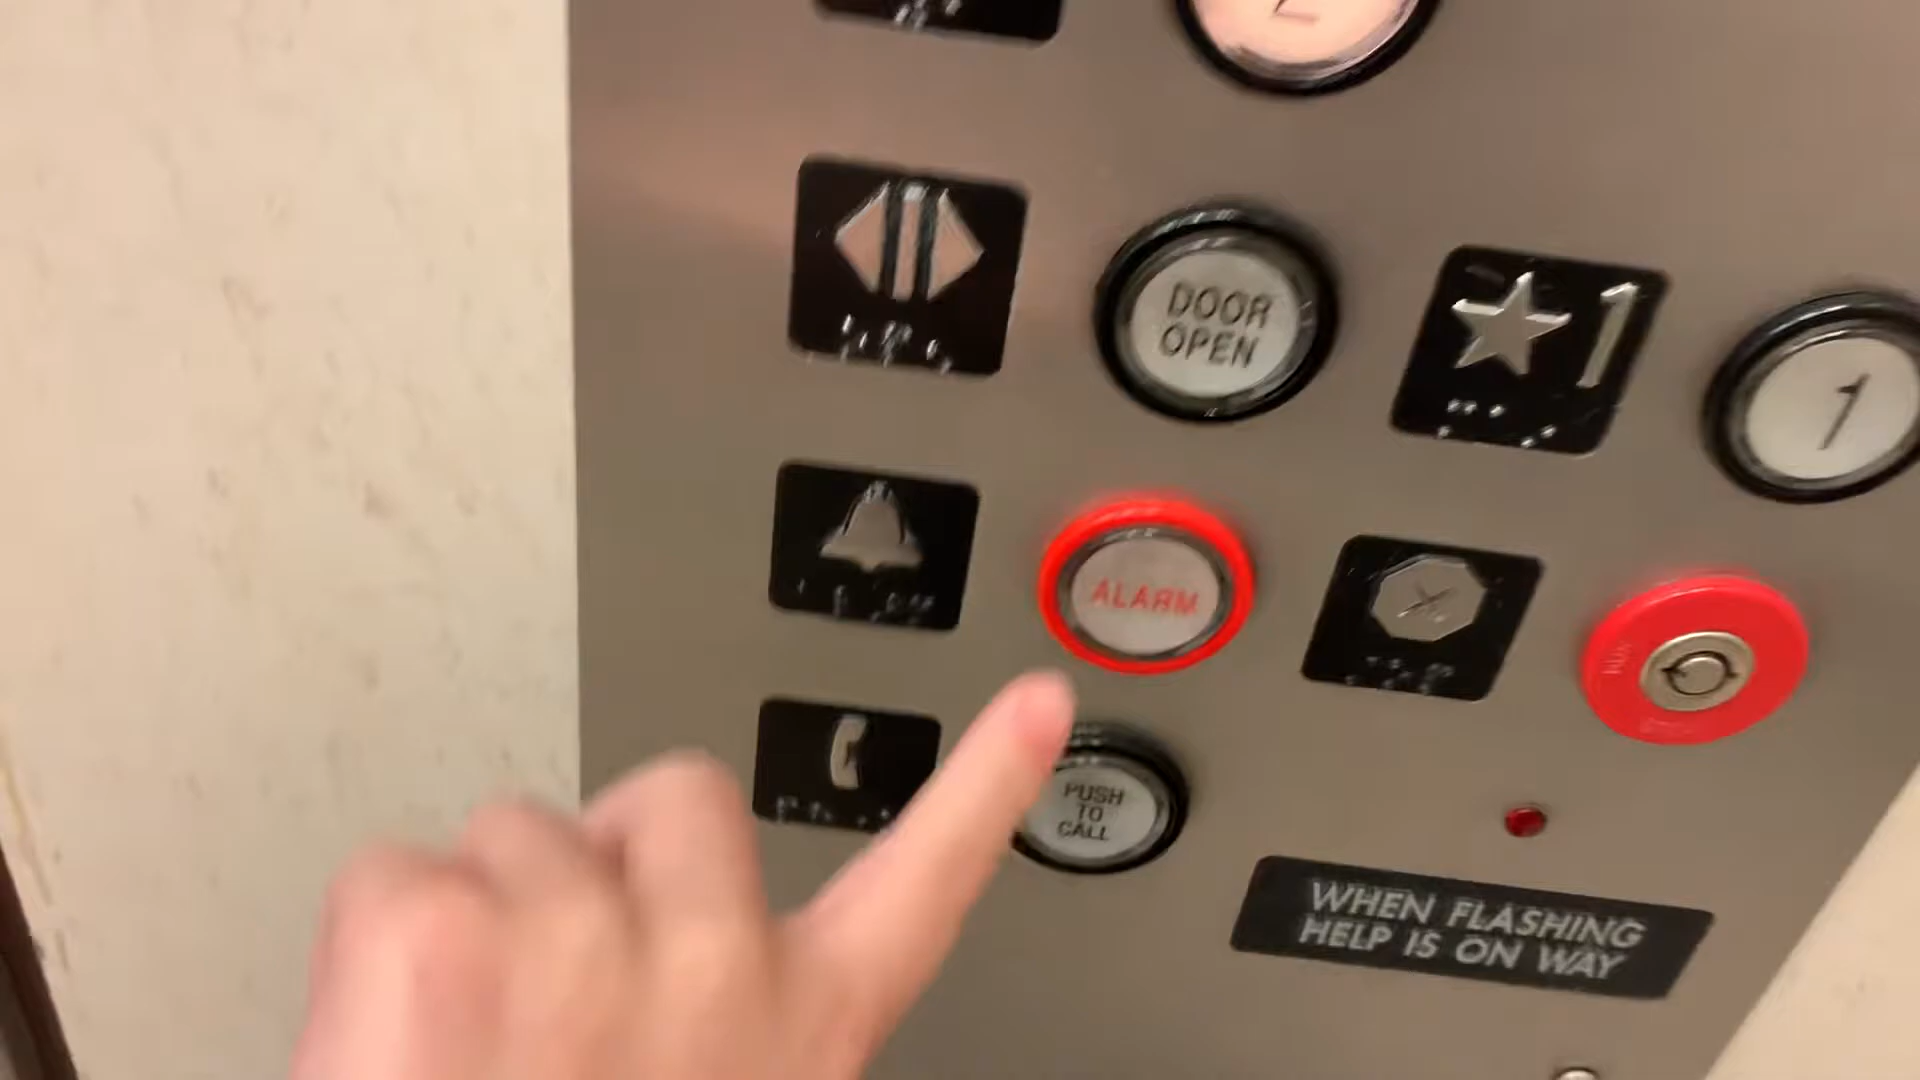 DOOR
OPEN
1
1
ALARM
PUSH
TO
CALL
WHEN FLASHING
HELP IS ON WAY